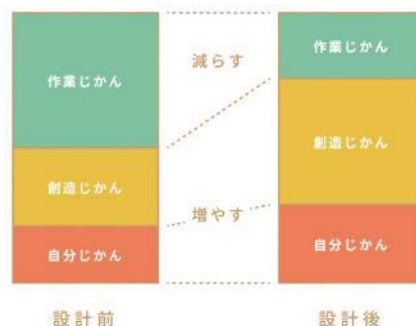 作業じかん
創造じかん
自分じかん
減らす
増やす
作業じかん
創造じかん
自分じかん
設計前
設計後